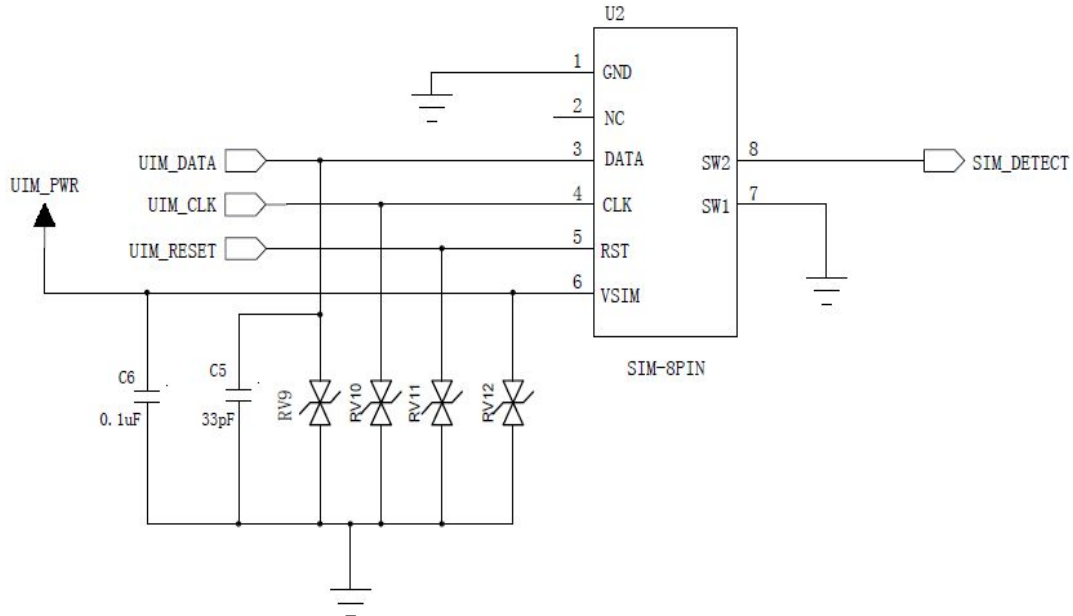 U2
1 GND
2 NC
UIM_DATA 3 DATA SW2 8 SIM_DETECT
UIM_PWR
UIM_CLK 4 CLK SW1 7
UIM_RESET 5 RST
6 VSIM
SIM-8PIN
C6 0.1uF
C5 33pF
RV9
RV10
RV11
RV12